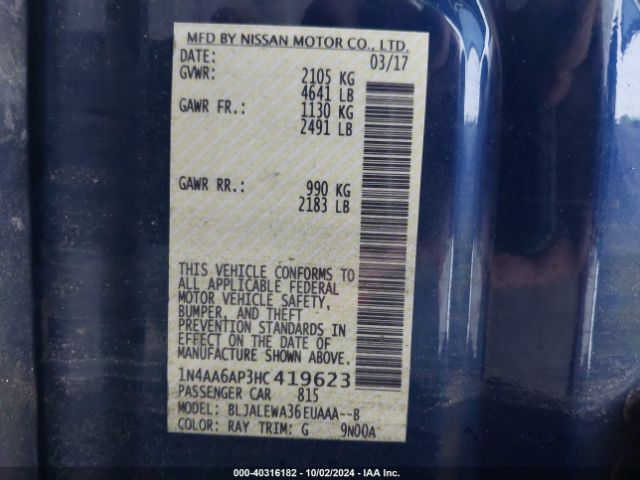 MFD BY NISSAN MOTOR CO., LTD.
DATE: 03/17
GVWR: 2105 KG
4641 LB
GAWR FR.: 1130 KG
2491 LB
GAWR RR.: 990 KG
2183 LB
THIS VEHICLE CONFORMS TO
ALL APPLICABLE FEDERAL
MOTOR VEHICLE SAFETY,
BUMPER, AND THEFT
PREVENTION STANDARDS IN
EFFECT ON THE DATE OF
MANUFACTURE SHOWN ABOVE.
1N4AA6AP3HC419623
PASSENGER CAR 815
MODEL: BLJALEWA36EUAAA--B
COLOR: RAY TRIM: G 9N00A
000-40316182 - 10/02/2024 - IAA Inc.